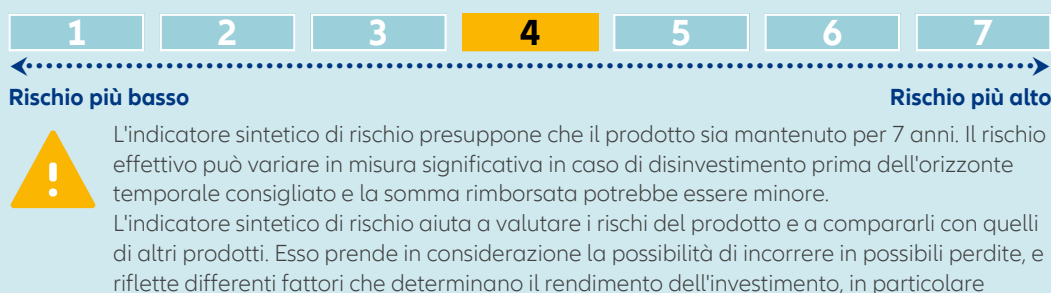 1 2 3 4 5 6 7
Rischio più basso Rischio più alto
L'indicatore sintetico di rischio presuppone che il prodotto sia mantenuto per 7 anni. Il rischio
effettivo può variare in misura significativa in caso di disinvestimento prima dell'orizzonte
temporale consigliato e la somma rimborsata potrebbe essere minore.
L'indicatore sintetico di rischio aiuta a valutare i rischi del prodotto e a compararli con quelli
di altri prodotti. Esso prende in considerazione la possibilità di incorrere in possibili perdite, e
riflette differenti fattori che determinano il rendimento dell'investimento, in particolare